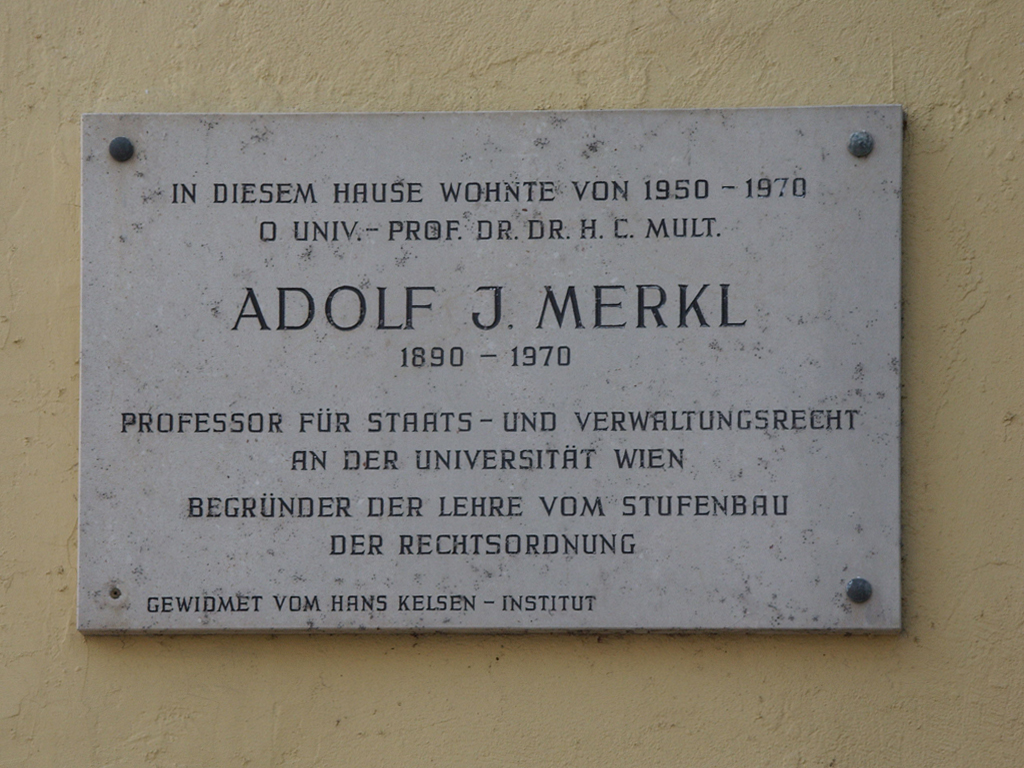 IN DIESEM HAUSE WOHNTE VON 1950 - 1970
O UNIV.- PROF. DR. DR. H. C. MULT.
ADOLF J. MERKL
1890 - 1970
PROFESSOR FÜR STAATS - UND VERWALTUNGSRECHT
AN DER UNIVERSITÄT WIEN
BEGRÜNDER DER LEHRE VOM STUFENBAU
DER RECHTSORDNUNG
GEWIDMET VOM HANS KELSEN - INSTITUT